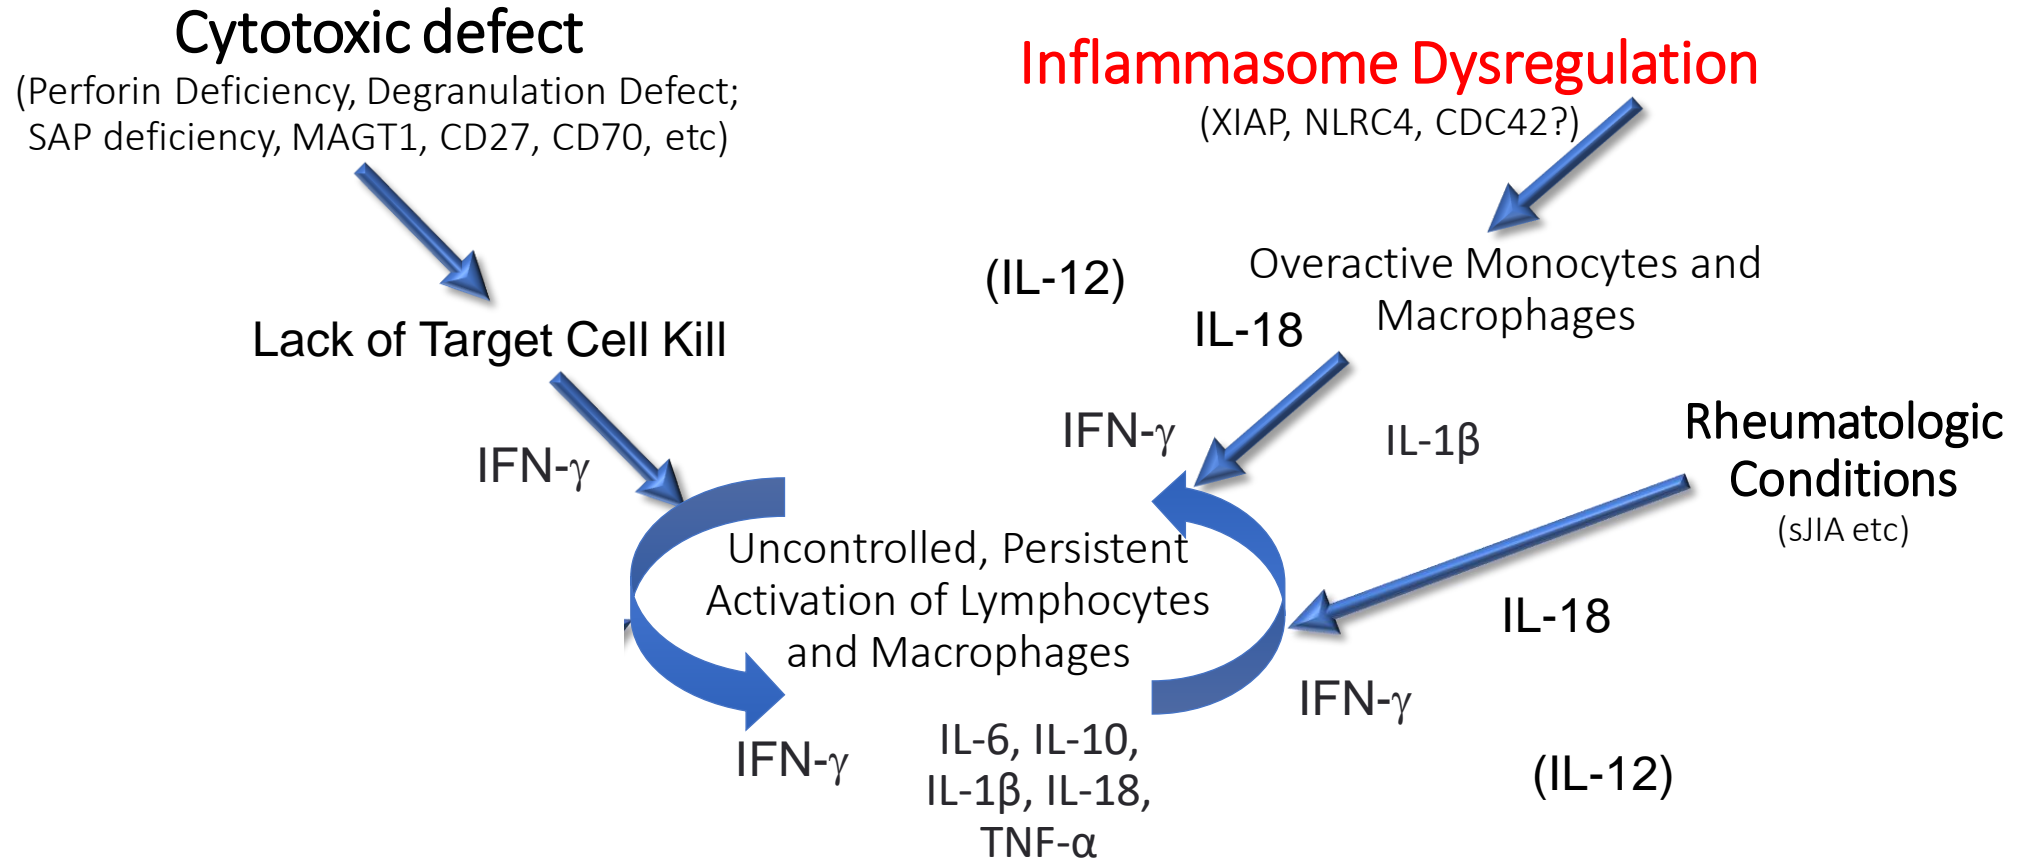 Cytotoxic defect
(Perforin Deficiency, Degranulation Defect;
SAP deficiency, MAGT1, CD27, CD70, etc)
Lack of Target Cell Kill
IFN-γ
Inflammasome Dysregulation
(XIAP, NLRC4, CDC42?)
Overactive Monocytes and
Macrophages
(IL-12)
IL-18
IFN-γ
IL-1β
Rheumatologic
Conditions
(sJIA etc)
IL-18
IFN-γ
(IL-12)
Uncontrolled, Persistent
Activation of Lymphocytes
and Macrophages
IFN-γ
IL-6, IL-10,
IL-1β, IL-18,
TNF-α